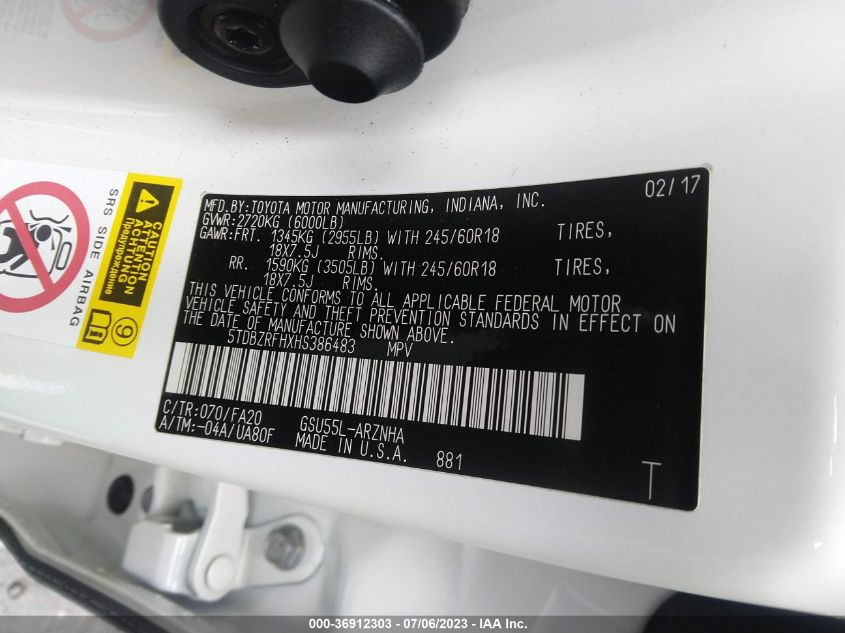 MFD.BY:TOYOTA MOTOR MANUFACTURING, INDIANA, INC. 02/17
GVWR:2720KG (6000LB)
GAWR:FRT. 1345KG (2955LB) WITH 245/60R18 TIRES,
18X7.5J RIMS.
RR. 1590KG (3505LB) WITH 245/60R18 TIRES,
18X7.5J RIMS.
THIS VEHICLE CONFORMS TO ALL APPLICABLE FEDERAL MOTOR
VEHICLE SAFETY AND THEFT PREVENTION STANDARDS IN EFFECT ON
THE DATE OF MANUFACTURE SHOWN ABOVE.
5TDBZRFHXHS386483 MPV
C/TR:070/FA20 GSU55L-ARZNHA
A/TM:-04A/UA80F MADE IN U.S.A. 881
T
SRS SIDE AIRBAG
CAUTION
ATTENTION
ACHTUNG
Предупреждение
9
000-36912303 - 07/06/2023 - IAA Inc.